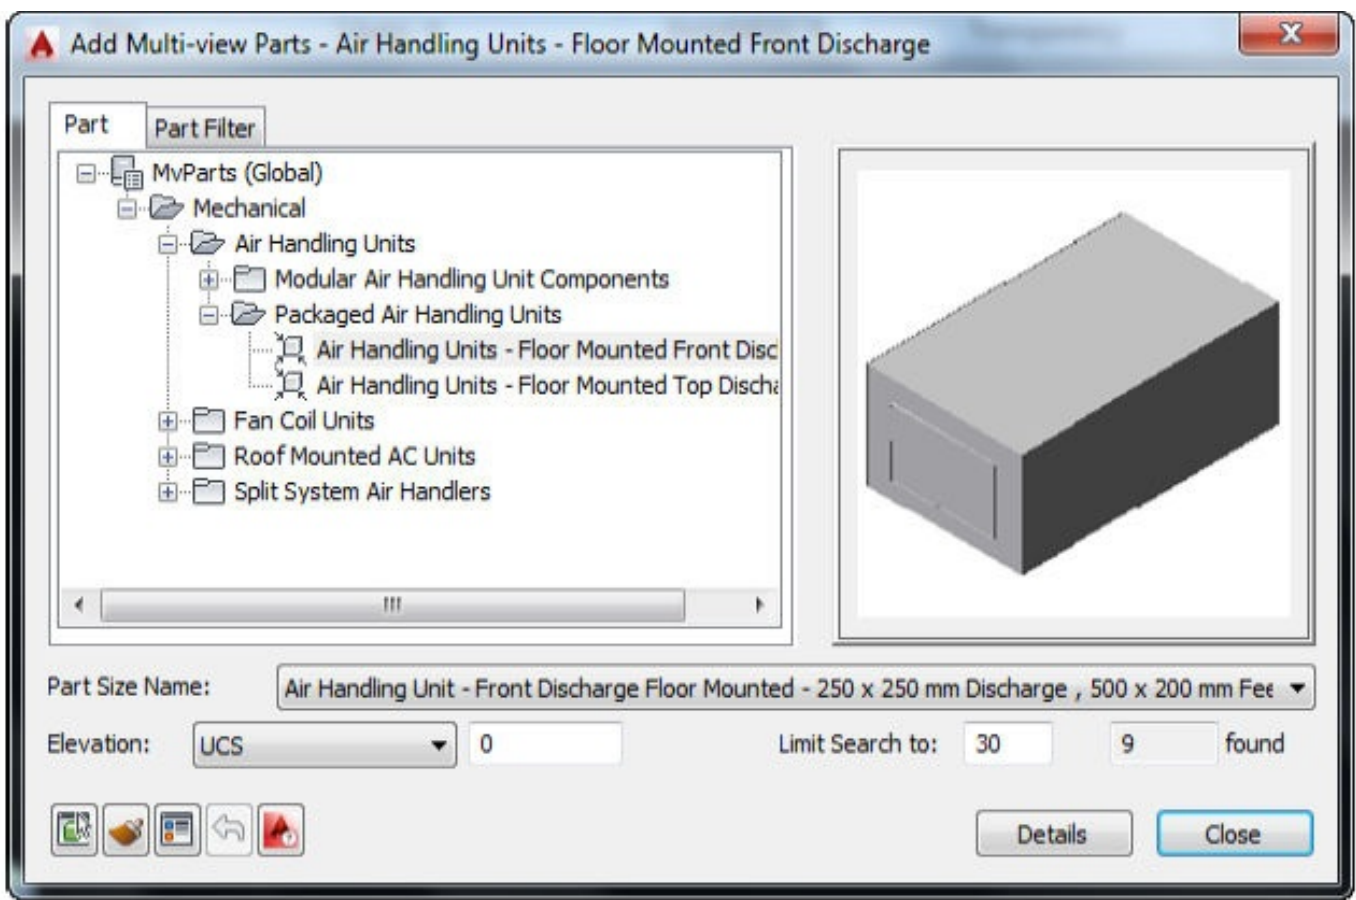 Add Multi-view Parts - Air Handling Units - Floor Mounted Front Discharge
Part
Part Filter
MvParts (Global)
Mechanical
Air Handling Units
Modular Air Handling Unit Components
Packaged Air Handling Units
Air Handling Units - Floor Mounted Front Disc
Air Handling Units - Floor Mounted Top Discha
Fan Coil Units
Roof Mounted AC Units
Split System Air Handlers
Part Size Name: Air Handling Unit - Front Discharge Floor Mounted - 250 x 250 mm Discharge , 500 x 200 mm Fee
Elevation: UCS 0 Limit Search to: 30 9 found
Details Close